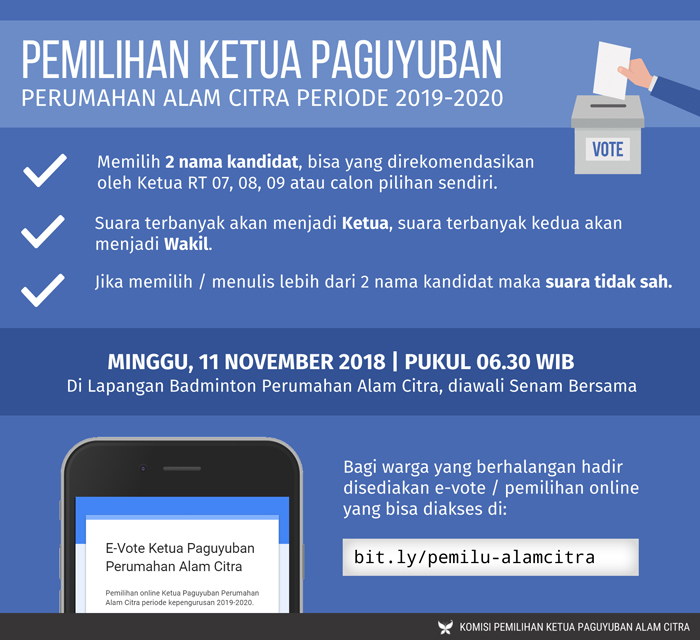 PEMILIHAN KETUA PAGUYUBAN
PERUMAHAN ALAM CITRA PERIODE 2019-2020
VOTE
Memilih 2 nama kandidat, bisa yang direkomendasikan
oleh Ketua RT 07, 08, 09 atau calon pilihan sendiri.
Suara terbanyak akan menjadi Ketua, suara terbanyak kedua akan
menjadi Wakil.
Jika memilih / menulis lebih dari 2 nama kandidat maka suara tidak sah.
MINGGU, 11 NOVEMBER 2018 | PUKUL 06.30 WIB
Di Lapangan Badminton Perumahan Alam Citra, diawali Senam Bersama
Bagi warga yang berhalangan hadir
disediakan e-vote / pemilihan online
yang bisa diakses di:
bit.ly/pemilu-alamcitra
E-Vote Ketua Paguyuban
Perumahan Alam Citra
Pemilihan online Ketua Paguyuban Perumahan
Alam Citra periode kepengurusan 2019-2020.
KOMISI PEMILIHAN KETUA PAGUYUBAN ALAM CITRA